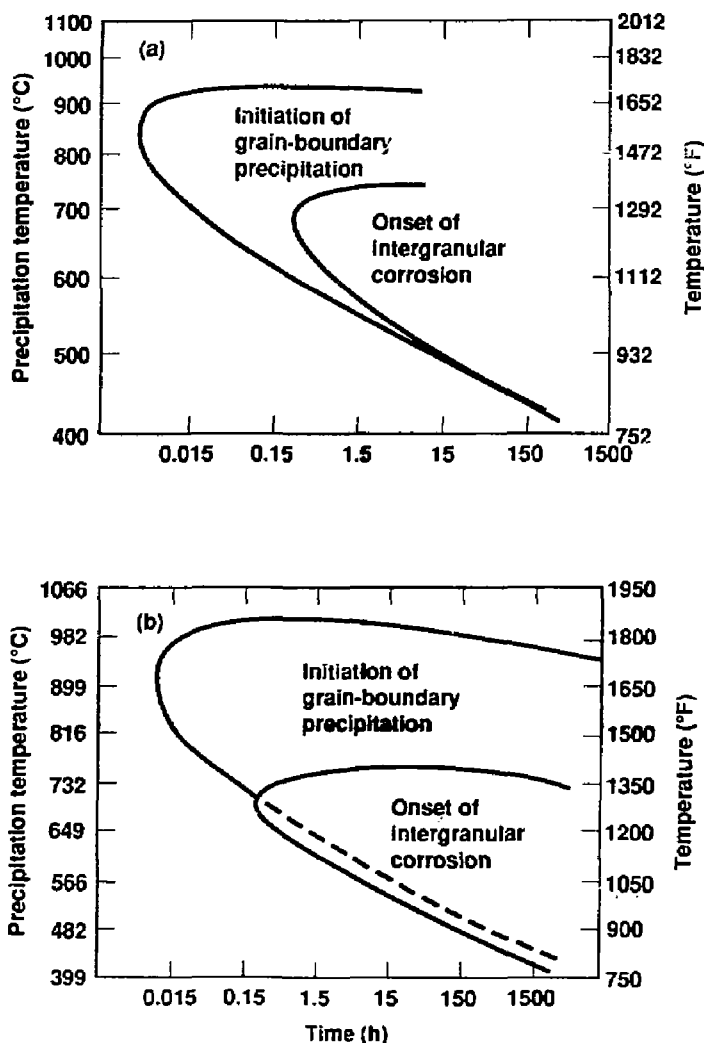 (a)
Precipitation temperature (°C)
1100
1000
900
800
700
600
500
400
Initiation of
grain-boundary
precipitation
Onset of
intergranular
corrosion
2012
1832
1652
1472
1292
1112
932
752
Temperature (°F)
0.015
0.15
1.5
15
150
1500
(b)
Precipitation temperature (°C)
1066
982
899
816
732
649
566
482
399
Initiation of
grain-boundary
precipitation
Onset of
intergranular
corrosion
1950
1800
1650
1500
1350
1200
1050
900
750
Temperature (°F)
0.015
0.15
1.5
15
150
1500
Time (h)